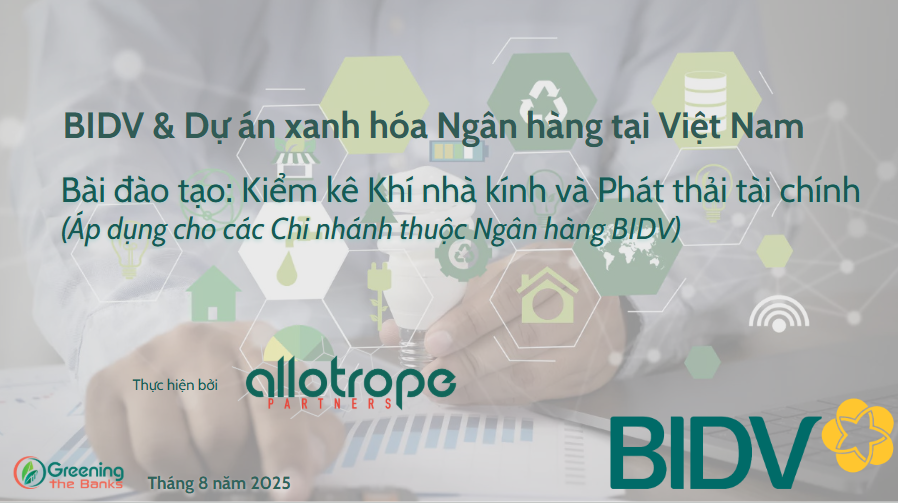 BIDV & Dự án xanh hóa Ngân hàng tại Việt Nam
Bài đào tạo: Kiểm kê Khí nhà kính và Phát thải tài chính
(Áp dụng cho các Chi nhánh thuộc Ngân hàng BIDV)
Thực hiện bởi
allotrope
PARTNERS
BIDV
Greening
the Banks
Tháng 8 năm 2025